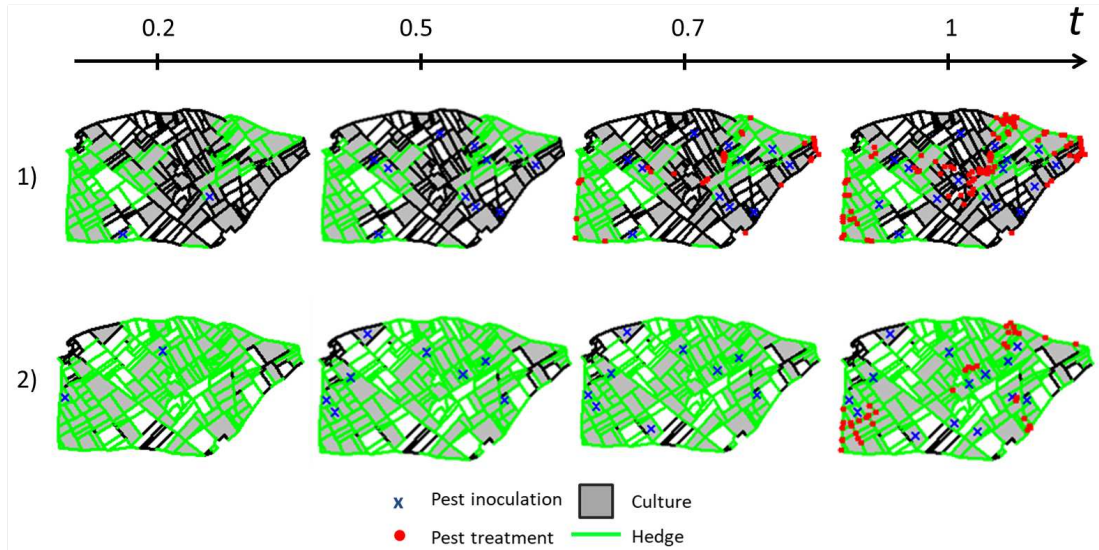 0.2 0.5 0.7 1 t
1)
2)
x Pest inoculation Culture
Pest treatment Hedge